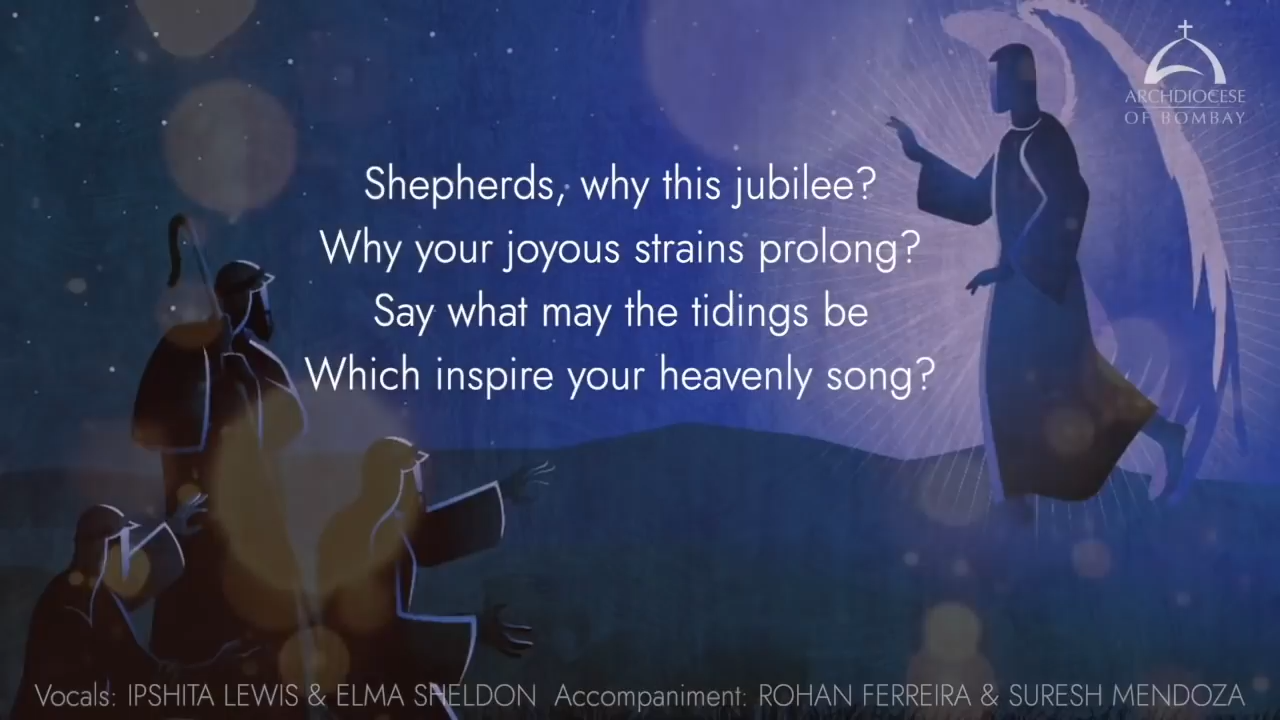 ARCHDIOCESE
OF BOMBAY
Shepherds, why this jubilee?
Why your joyous strains prolong?
Say what may the tidings be
Which inspire your heavenly song?
Vocals: IPSHITA LEWIS & ELMA SHELDON Accompaniment: ROHAN FERREIRA & SURESH MENDOZA